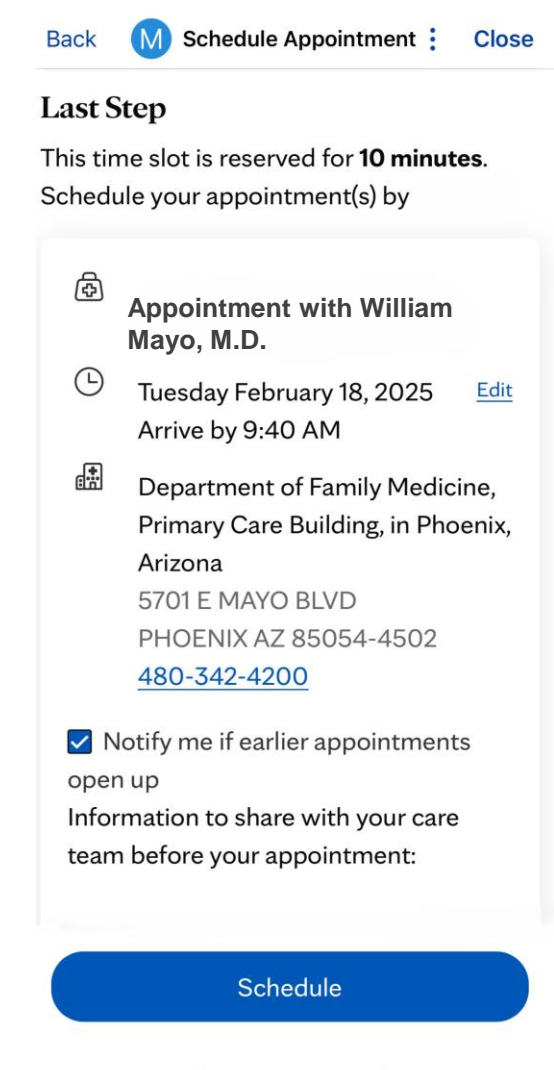 Back M Schedule Appointment Close
Last Step
This time slot is reserved for 10 minutes.
Schedule your appointment(s) by
Appointment with William
Mayo, M.D.
Tuesday February 18, 2025 Edit
Arrive by 9:40 AM
Department of Family Medicine,
Primary Care Building, in Phoenix,
Arizona
5701 E MAYO BLVD
PHOENIX AZ 85054-4502
480-342-4200
Notify me if earlier appointments
open up
Information to share with your care
team before your appointment:
Schedule